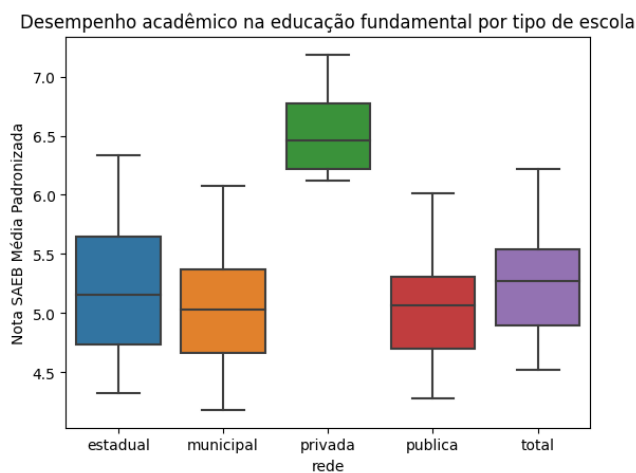 Desempenho acadêmico na educação fundamental por tipo de escola
Nota SAEB Média Padronizada
7.0
6.5
6.0
5.5
5.0
4.5
estadual municipal privada publica total
rede